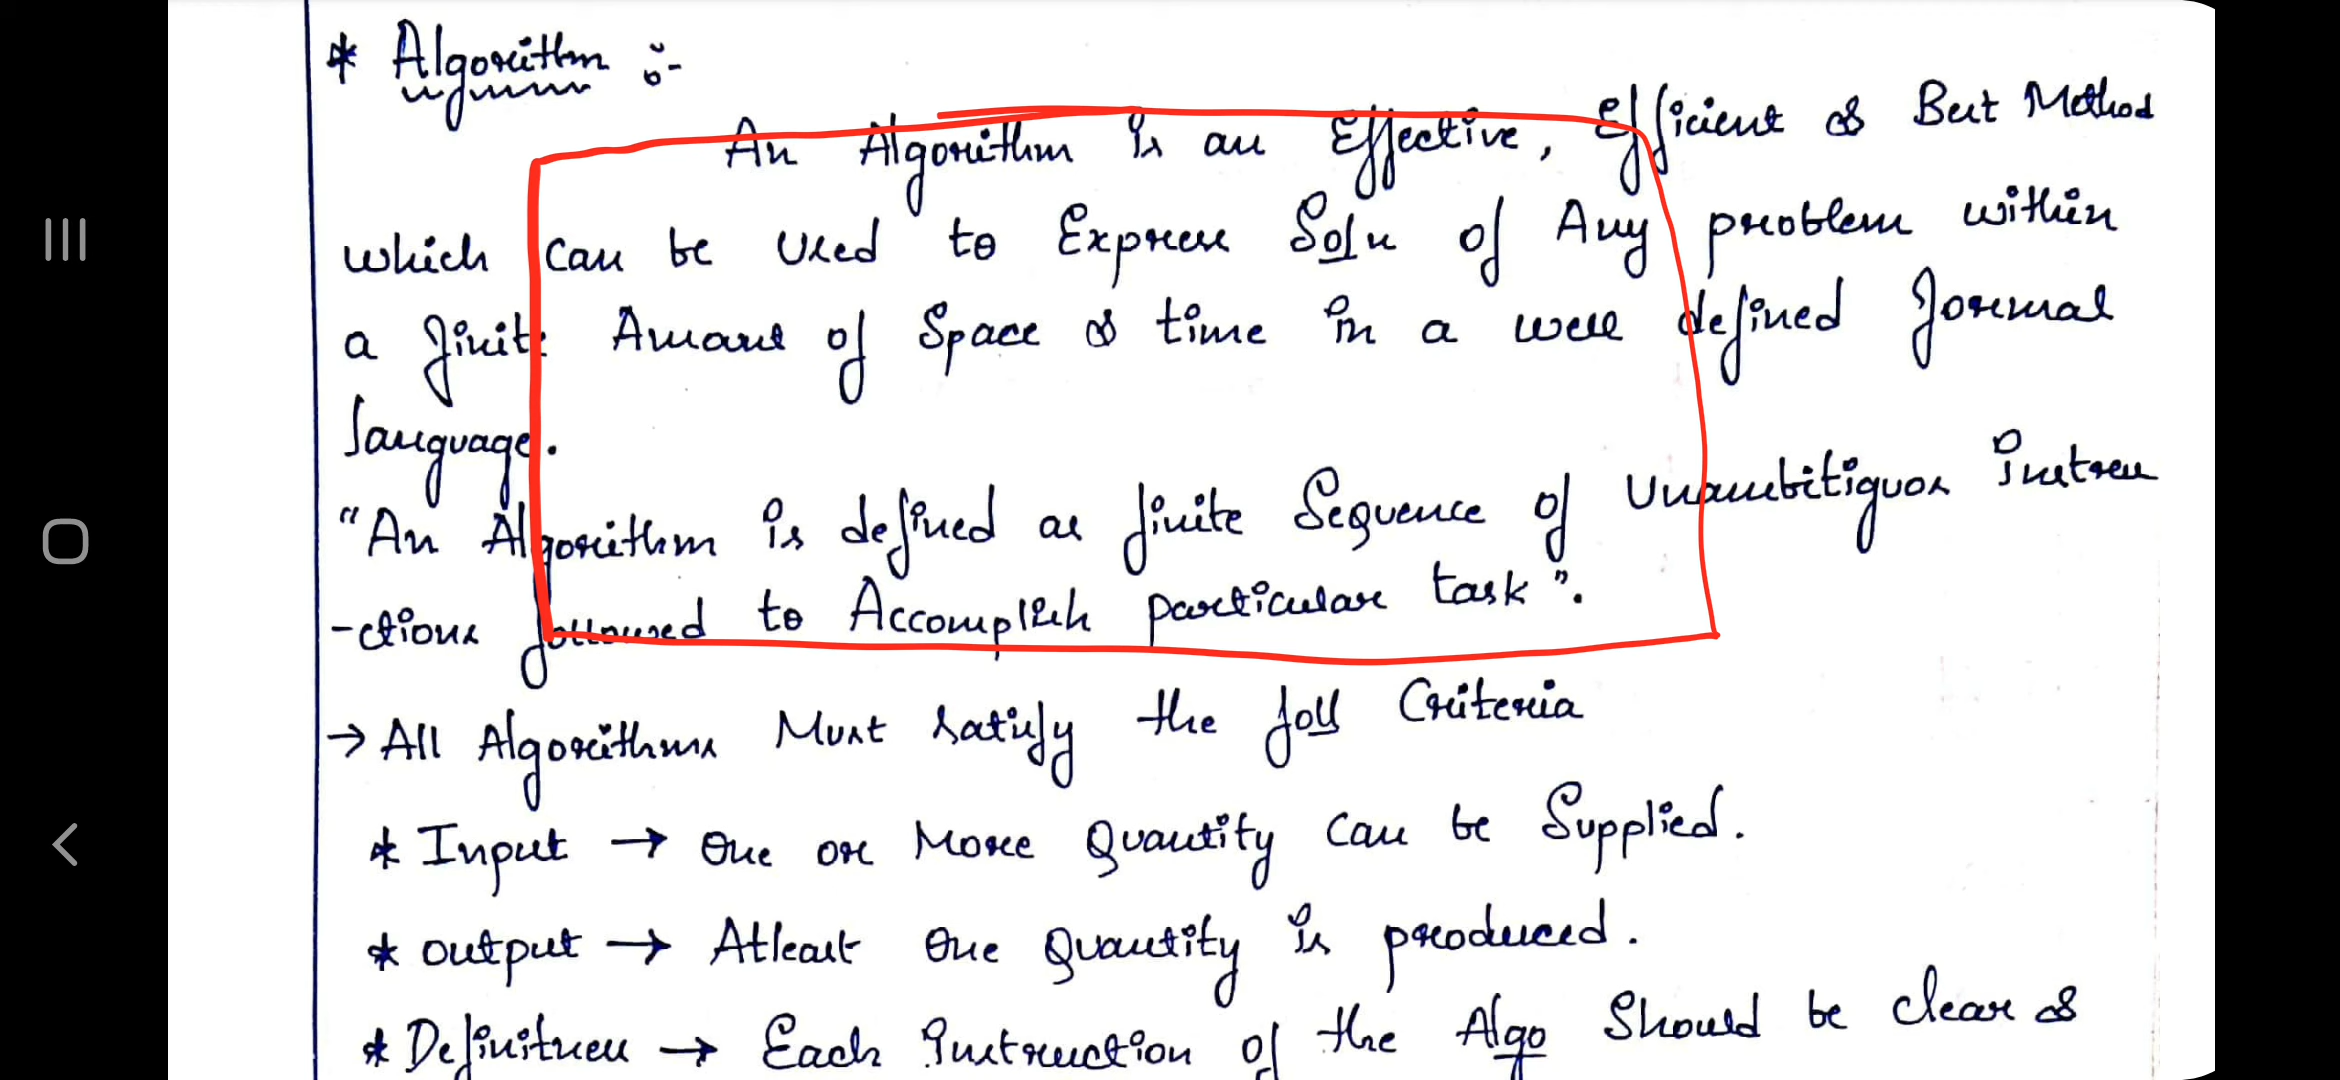 * Algorithm :-
An Algorithm is an Effective, Efficient & Best Method
which can be used to Express Soln of Any problem within
a finite Amount of Space & time in a well defined formal
language.
"An Algorithm is defined as finite Sequence of Unambitiguos instru
-ctions followed to Accomplish particular task".
→ All Algorithms Must satisfy the foll Criteria
* Input → One or More Quantity can be Supplied.
* output → Atleast One Quantity is produced.
* Definitness → Each Instruction of the Algo Should be clear &